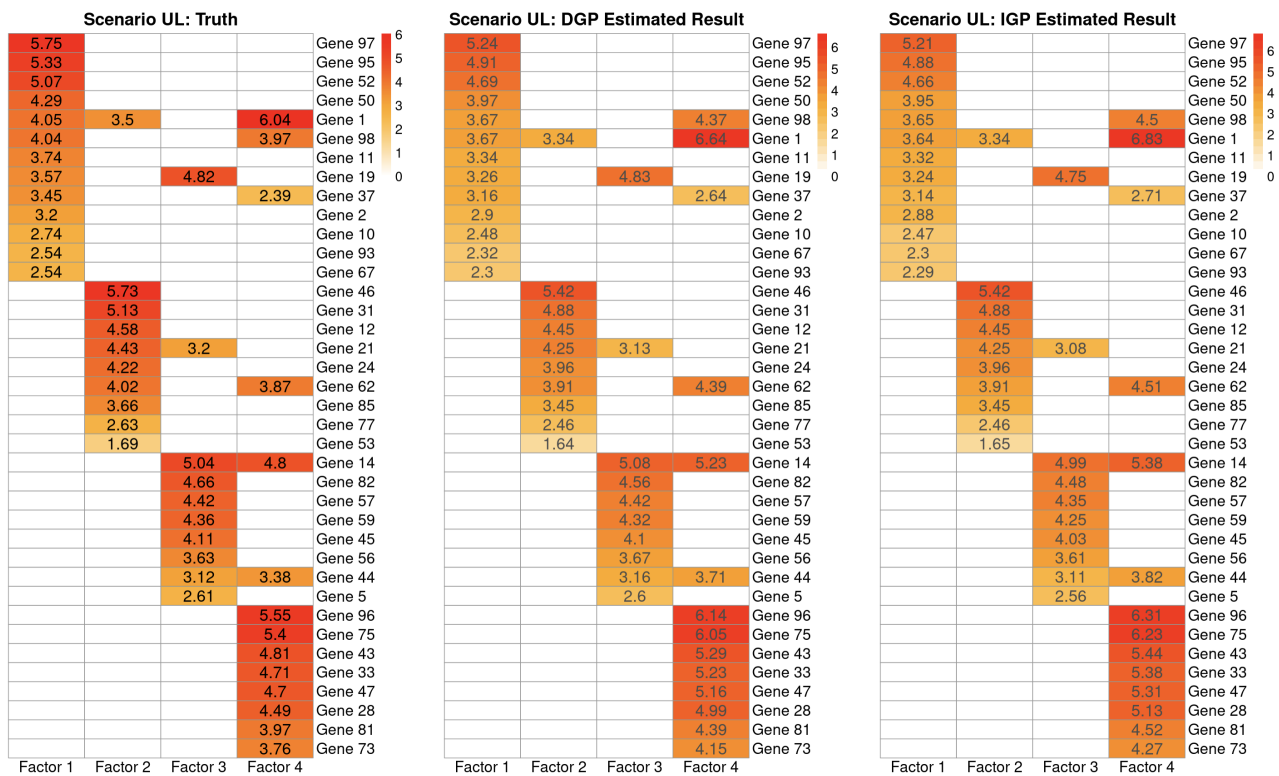 Scenario UL: Truth
5.75 Gene 97
5.33 Gene 95
5.07 Gene 52
4.29 Gene 50
4.05 3.5 6.04 Gene 1
4.04 3.97 Gene 98
3.74 Gene 11
3.57 4.82 Gene 19
3.45 2.39 Gene 37
3.2 Gene 2
2.74 Gene 10
2.54 Gene 93
2.54 Gene 67
5.73 Gene 46
5.13 Gene 31
4.58 Gene 12
4.43 3.2 Gene 21
4.22 Gene 24
4.02 3.87 Gene 62
3.66 Gene 85
2.63 Gene 77
1.69 Gene 53
5.04 4.8 Gene 14
4.66 Gene 82
4.42 Gene 57
4.36 Gene 59
4.11 Gene 45
3.63 Gene 56
3.12 3.38 Gene 44
2.61 Gene 5
5.55 Gene 96
5.4 Gene 75
4.81 Gene 43
4.71 Gene 33
4.7 Gene 47
4.49 Gene 28
3.97 Gene 81
3.76 Gene 73
Factor 1 Factor 2 Factor 3 Factor 4
6
5
4
3
2
1
0
Scenario UL: DGP Estimated Result
5.24 Gene 97
4.91 Gene 95
4.69 Gene 52
3.97 Gene 50
3.67 4.37 Gene 98
3.67 3.34 6.64 Gene 1
3.34 Gene 11
3.26 4.83 Gene 19
3.16 2.64 Gene 37
2.9 Gene 2
2.48 Gene 10
2.32 Gene 67
2.3 Gene 93
5.42 Gene 46
4.88 Gene 31
4.45 Gene 12
4.25 3.13 Gene 21
3.96 Gene 24
3.91 4.39 Gene 62
3.45 Gene 85
2.46 Gene 77
1.64 Gene 53
5.08 5.23 Gene 14
4.56 Gene 82
4.42 Gene 57
4.32 Gene 59
4.1 Gene 45
3.67 Gene 56
3.16 3.71 Gene 44
2.6 Gene 5
6.14 Gene 96
6.05 Gene 75
5.29 Gene 43
5.23 Gene 33
5.16 Gene 47
4.99 Gene 28
4.39 Gene 81
4.15 Gene 73
Factor 1 Factor 2 Factor 3 Factor 4
6
5
4
3
2
1
0
Scenario UL: IGP Estimated Result
5.21 Gene 97
4.88 Gene 95
4.66 Gene 52
3.95 Gene 50
3.65 4.5 Gene 98
3.64 3.34 6.83 Gene 1
3.32 Gene 11
3.24 4.75 Gene 19
3.14 2.71 Gene 37
2.88 Gene 2
2.47 Gene 10
2.3 Gene 67
2.29 Gene 93
5.42 Gene 46
4.88 Gene 31
4.45 Gene 12
4.25 3.08 Gene 21
3.96 Gene 24
3.91 4.51 Gene 62
3.45 Gene 85
2.46 Gene 77
1.65 Gene 53
4.99 5.38 Gene 14
4.48 Gene 82
4.35 Gene 57
4.25 Gene 59
4.03 Gene 45
3.61 Gene 56
3.11 3.82 Gene 44
2.56 Gene 5
6.31 Gene 96
6.23 Gene 75
5.44 Gene 43
5.38 Gene 33
5.31 Gene 47
5.13 Gene 28
4.52 Gene 81
4.27 Gene 73
Factor 1 Factor 2 Factor 3 Factor 4
6
5
4
3
2
1
0